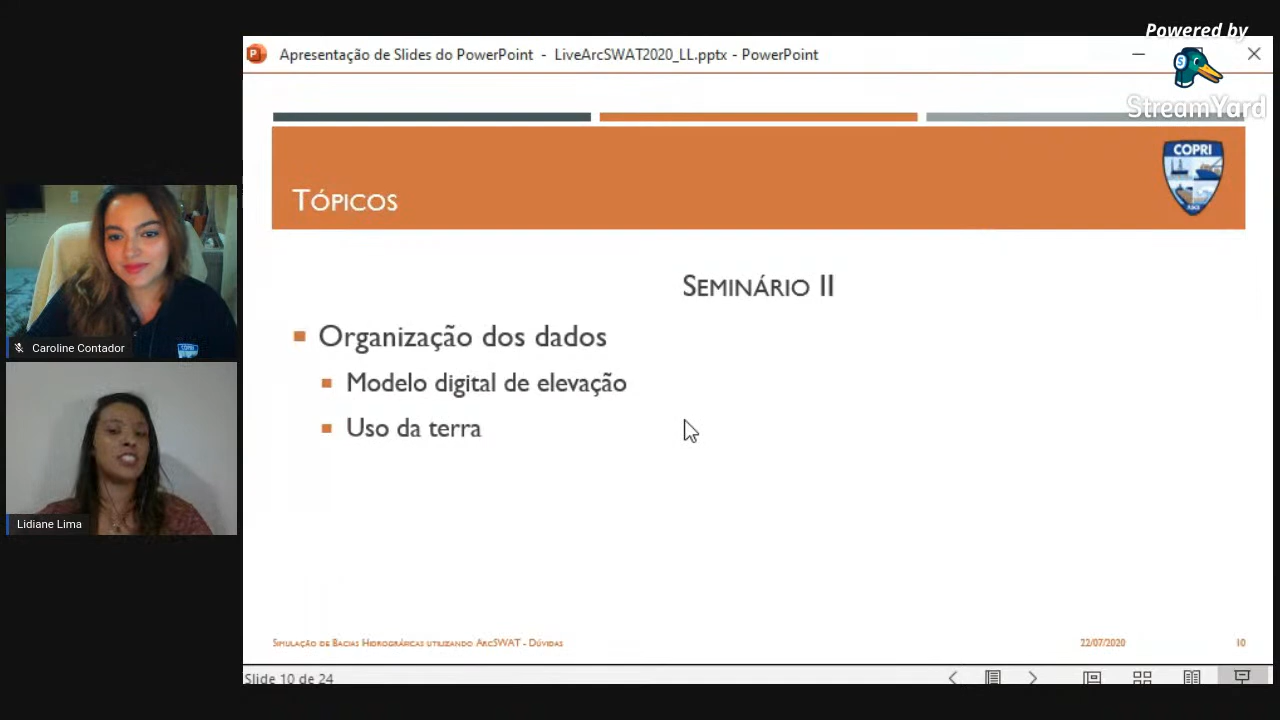 Powered by
StreamYard
Apresentação de Slides do PowerPoint - LiveArcSWAT2020_LL.pptx - PowerPoint
COPRI
TÓPICOS
SEMINÁRIO II
Organização dos dados
Modelo digital de elevação
Uso da terra
Caroline Contador
Lidiane Lima
SIMULAÇÃO DE BACIAS HIDROGRÁFICAS UTILIZANDO ARCSWAT - DÚVIDAS
22/07/2020
10
Slide 10 de 24